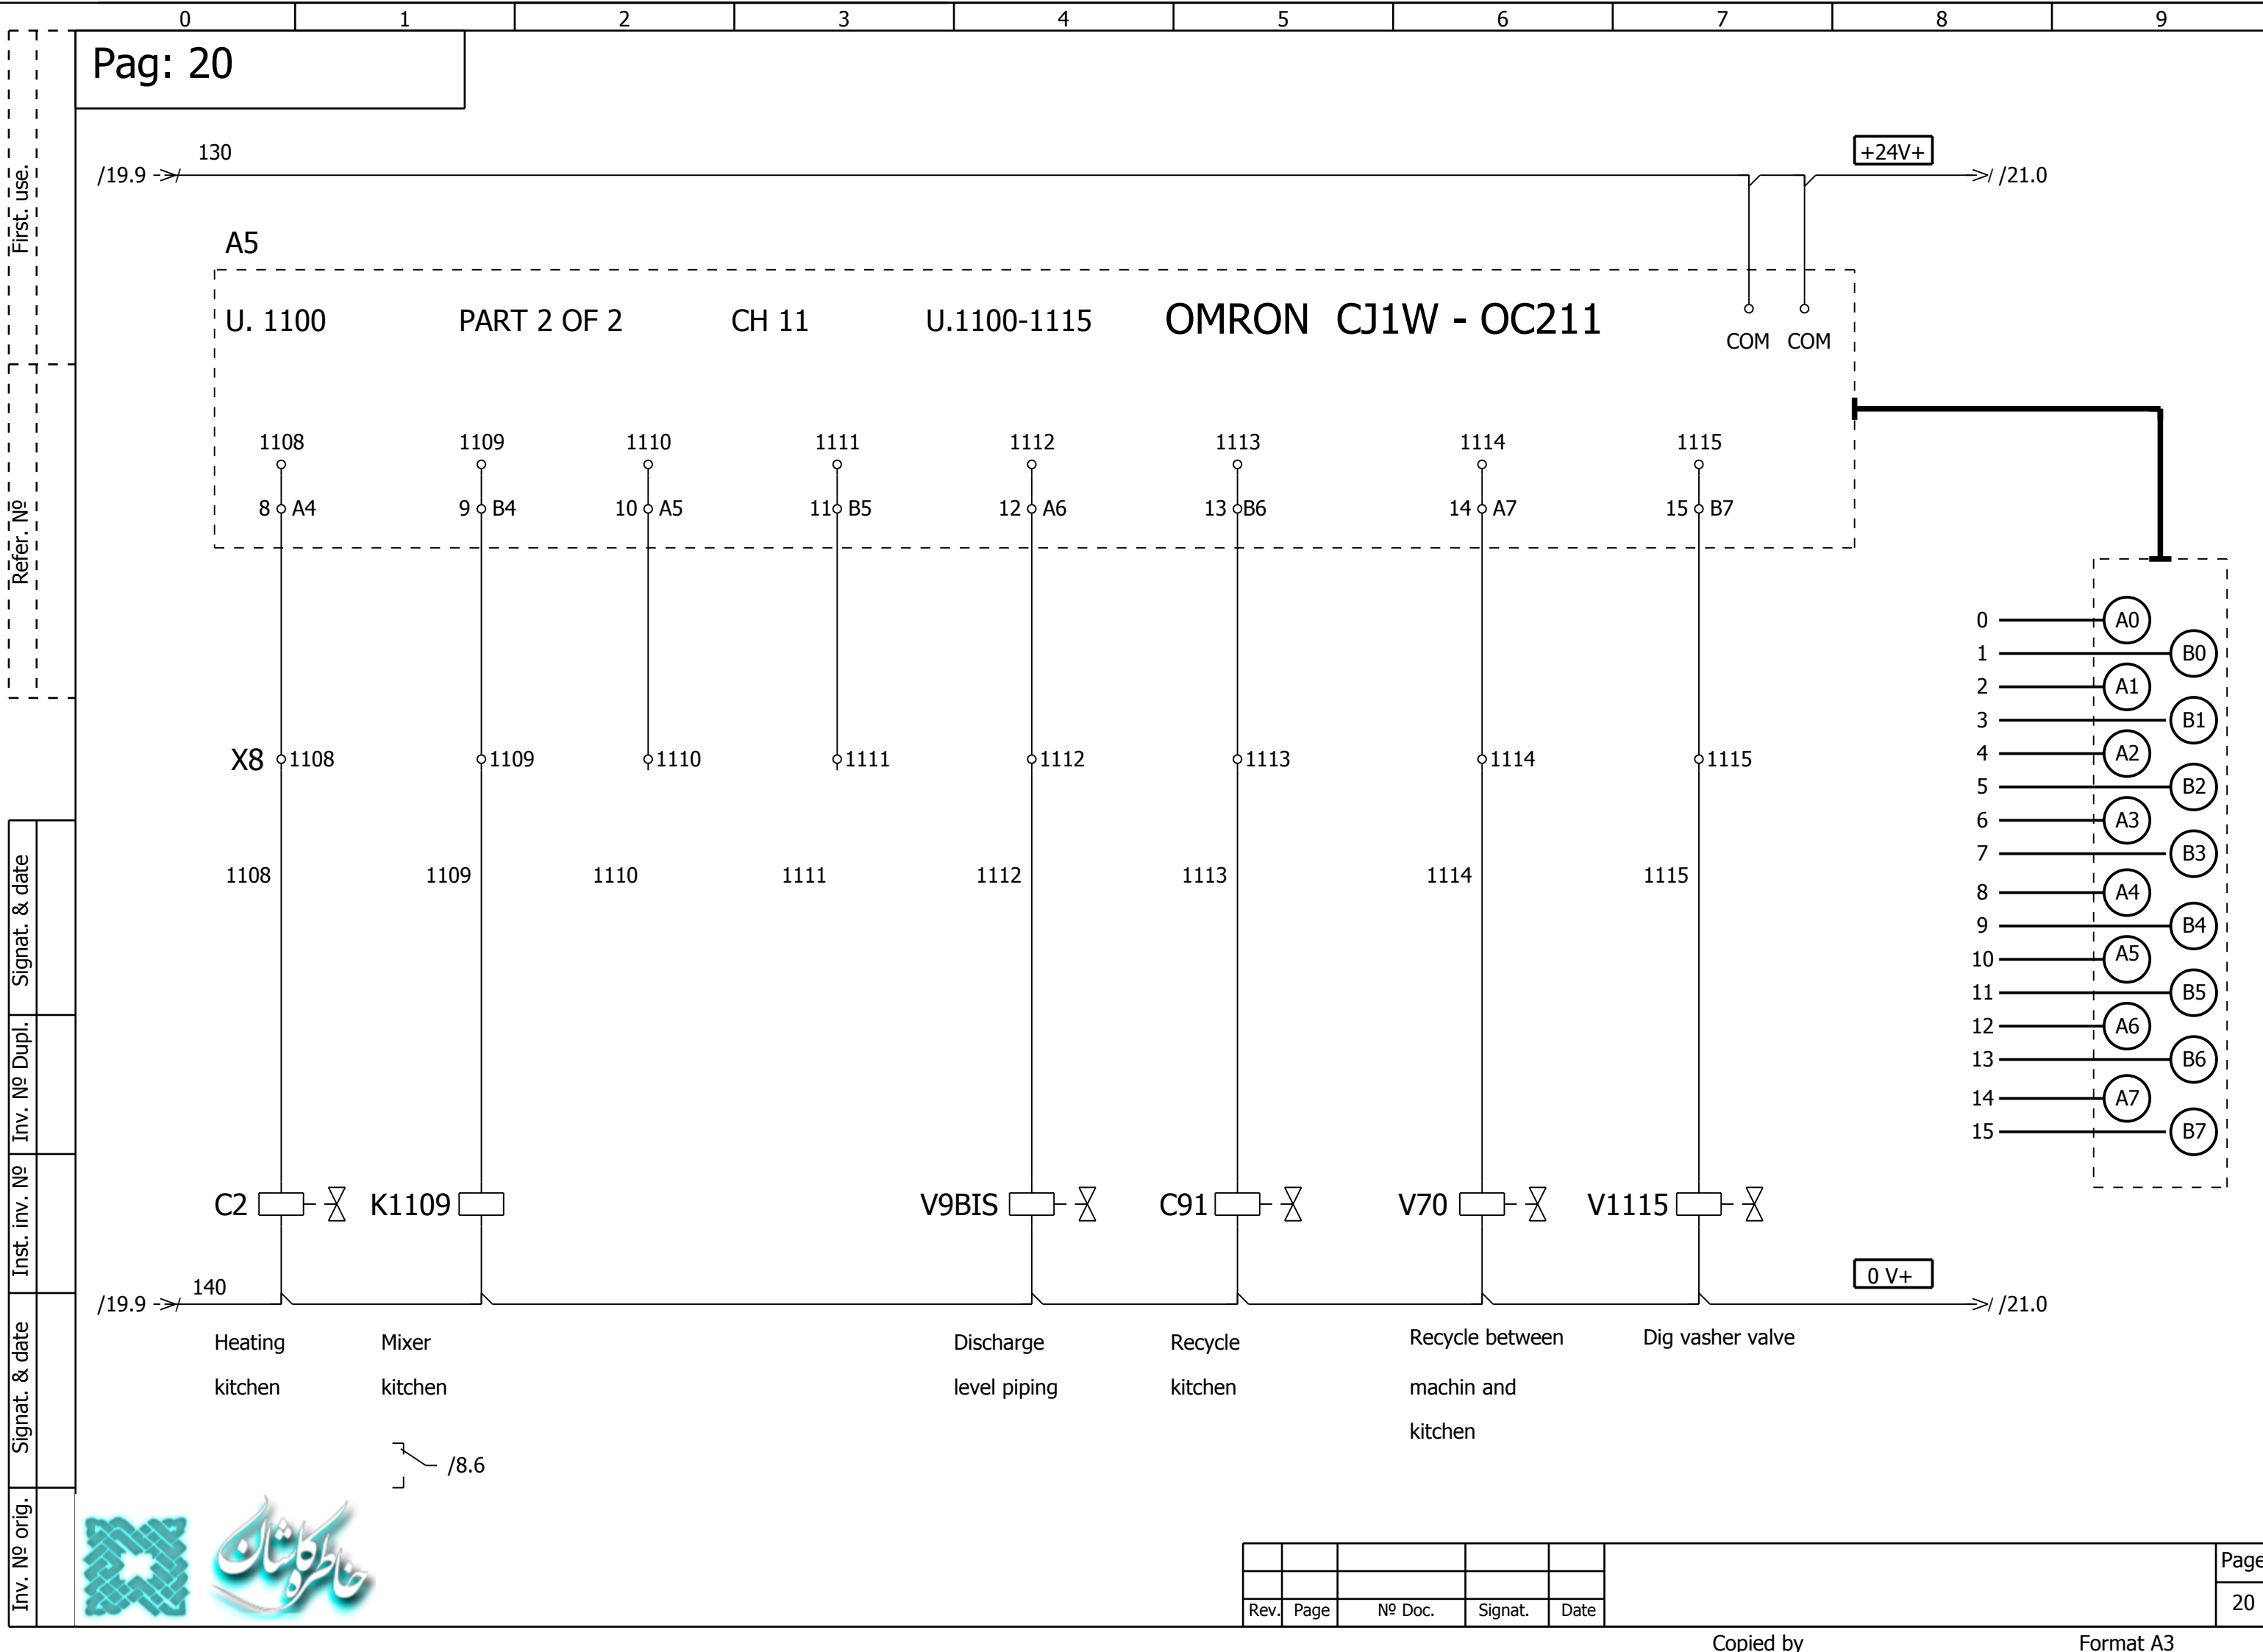 0 1 2 3 4 5 6 7 8 9
Pag: 20
130
+24V+
/19.9 /21.0
A5
U. 1100 PART 2 OF 2 CH 11 U.1100-1115 OMRON CJ1W - OC211
COM COM
1108 1109 1110 1111 1112 1113 1114 1115
8 A4 9 B4 10 A5 11 B5 12 A6 13 B6 14 A7 15 B7
X8 1108 1109 1110 1111 1112 1113 1114 1115
1108 1109 1110 1111 1112 1113 1114 1115
0 A0
1 B0
2 A1
3 B1
4 A2
5 B2
6 A3
7 B3
8 A4
9 B4
10 A5
11 B5
12 A6
13 B6
14 A7
15 B7
C2 K1109 V9BIS C91 V70 V1115
140
0 V+
/19.9 /21.0
Heating
kitchen
Mixer
kitchen
Discharge
level piping
Recycle
kitchen
Recycle between
machin and
kitchen
Dig vasher valve
/8.6
خاطره کاشان
First. use.
Refer. Nº
Signat. & date
Inv. Nº Dupl.
Inst. inv. Nº
Signat. & date
Inv. Nº orig.
Rev. Page Nº Doc. Signat. Date
Page
20
Copied by Format A3